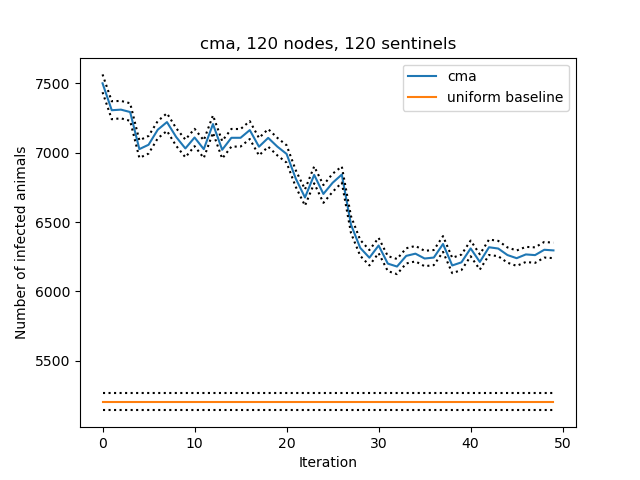 cma, 120 nodes, 120 sentinels
cma
uniform baseline
Number of infected animals
7500
7000
6500
6000
5500
0 10 20 30 40 50
Iteration